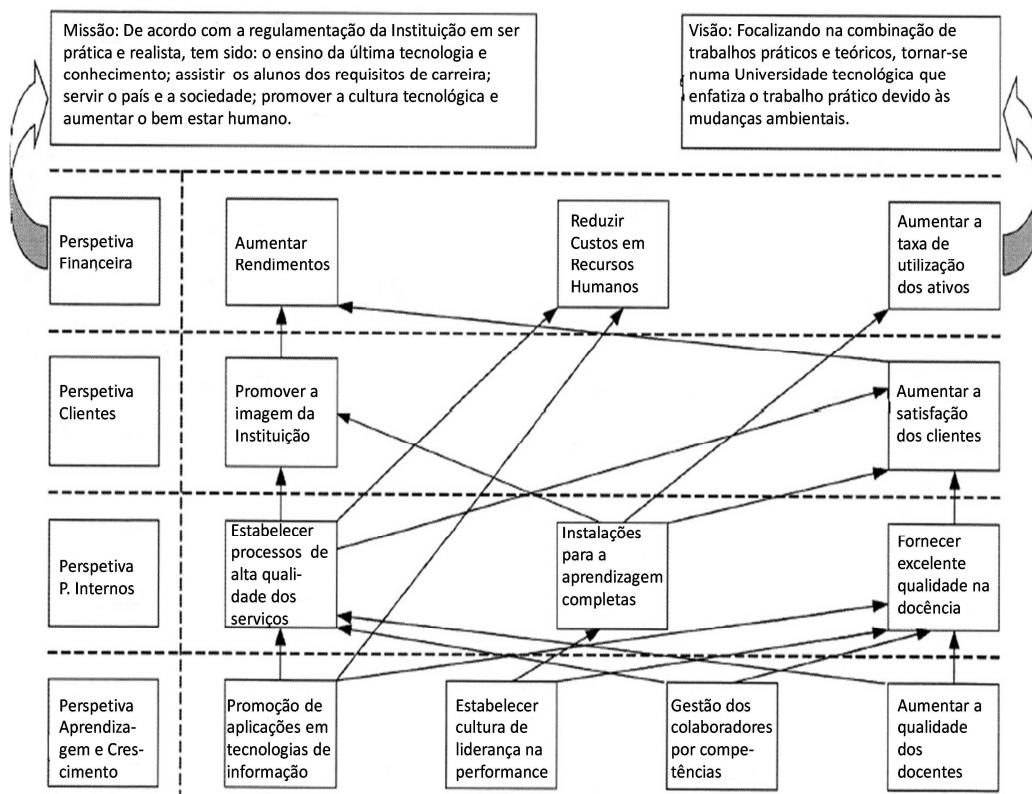 Missão: De acordo com a regulamentação da Instituição em ser
prática e realista, tem sido: o ensino da última tecnologia e
conhecimento; assistir os alunos dos requisitos de carreira;
servir o país e a sociedade; promover a cultura tecnológica e
aumentar o bem estar humano.
Visão: Focalizando na combinação de
trabalhos práticos e teóricos, tornar-se
numa Universidade tecnológica que
enfatiza o trabalho prático devido às
mudanças ambientais.
Perspetiva
Financeira
Aumentar
Rendimentos
Reduzir
Custos em
Recursos
Humanos
Aumentar a
taxa de
utilização
dos ativos
Perspetiva
Clientes
Promover a
imagem da
Instituição
Aumentar a
satisfação
dos clientes
Perspetiva
P. Internos
Estabelecer
processos de
alta quali-
dade dos
serviços
Instalações
para a
aprendizagem
completas
Fornecer
excelente
qualidade na
docência
Perspetiva
Aprendiza-
gem e Cres-
cimento
Promoção de
aplicações em
tecnologias de
informação
Estabelecer
cultura de
liderança na
performance
Gestão dos
colaboradores
por compe-
tências
Aumentar a
qualidade
dos
docentes